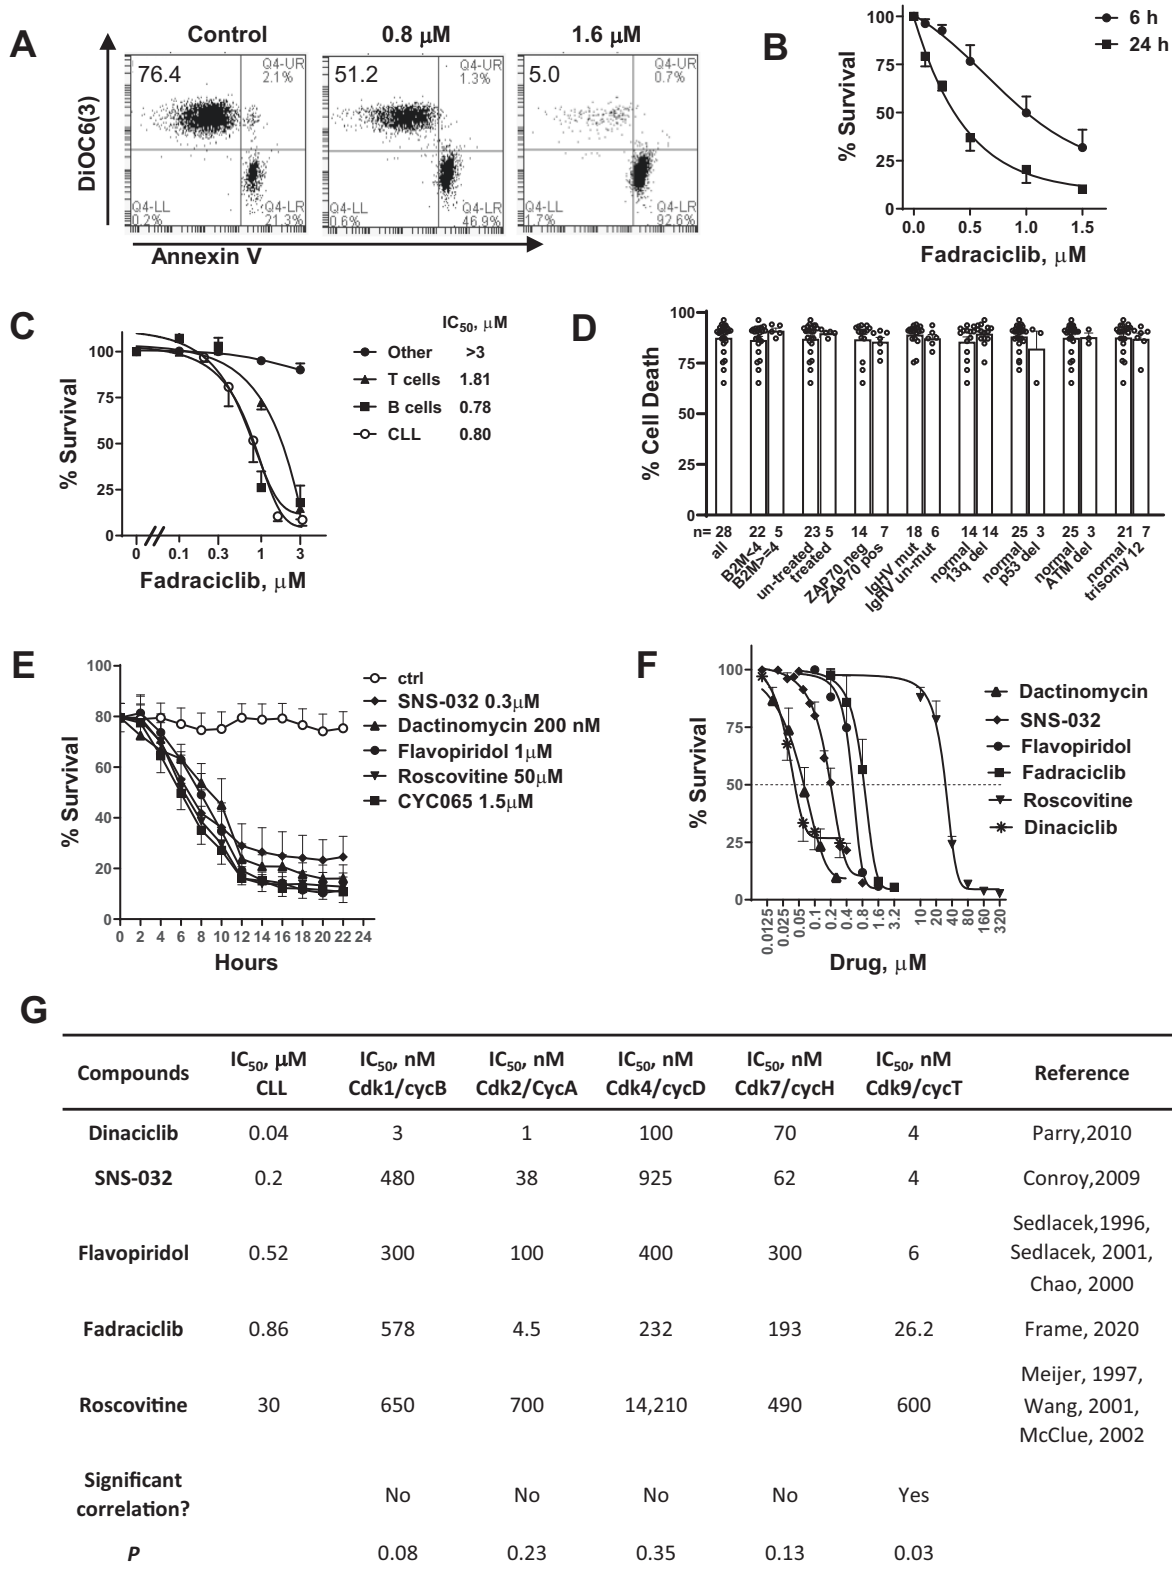 A
Control
0.8 µM
1.6 µM
DiOC6(3)
76.4
Q4-UR
2.1%
Q4-LL
0.2%
Q4-LR
21.3%
51.2
Q4-UR
1.3%
Q4-LL
0.6%
Q4-LR
46.9%
5.0
Q4-UR
0.7%
Q4-LL
1.7%
Q4-LR
92.6%
Annexin V
B
6 h
24 h
% Survival
100
75
50
25
0
0.0 0.5 1.0 1.5
Fadraciclib, µM
C
IC50, µM
Other >3
T cells 1.81
B cells 0.78
CLL 0.80
% Survival
100
75
50
25
0
0 0.1 0.3 1 3
Fadraciclib, µM
D
% Cell Death
100
75
50
25
0
n= 28 22 5 23 5 14 7 18 6 14 14 25 3 25 3 21 7
all
B2M<4
B2M>=4
un-treated
treated
ZAP70 neg
ZAP70 pos
IgHV mut
IgHV un-mut
normal
13q del
normal
p53 del
normal
ATM del
normal
trisomy 12
E
% Survival
100
80
60
40
20
0
0 2 4 6 8 10 12 14 16 18 20 22 24
Hours
ctrl
SNS-032 0.3µM
Dactinomycin 200 nM
Flavopiridol 1µM
Roscovitine 50µM
CYC065 1.5µM
F
% Survival
100
75
50
25
0
0.0125 0.025 0.05 0.1 0.2 0.4 0.8 1.6 3.2 10 20 40 80 160 320
Drug, µM
Dactinomycin
SNS-032
Flavopiridol
Fadraciclib
Roscovitine
Dinaciclib
G
Compounds IC50, µM CLL IC50, nM Cdk1/cycB IC50, nM Cdk2/CycA IC50, nM Cdk4/cycD IC50, nM Cdk7/cycH IC50, nM Cdk9/cycT Reference
Dinaciclib 0.04 3 1 100 70 4 Parry,2010
SNS-032 0.2 480 38 925 62 4 Conroy,2009
Flavopiridol 0.52 300 100 400 300 6 Sedlacek,1996, Sedlacek, 2001, Chao, 2000
Fadraciclib 0.86 578 4.5 232 193 26.2 Frame, 2020
Roscovitine 30 650 700 14,210 490 600 Meijer, 1997, Wang, 2001, McClue, 2002
Significant correlation? No No No No Yes
P 0.08 0.23 0.35 0.13 0.03